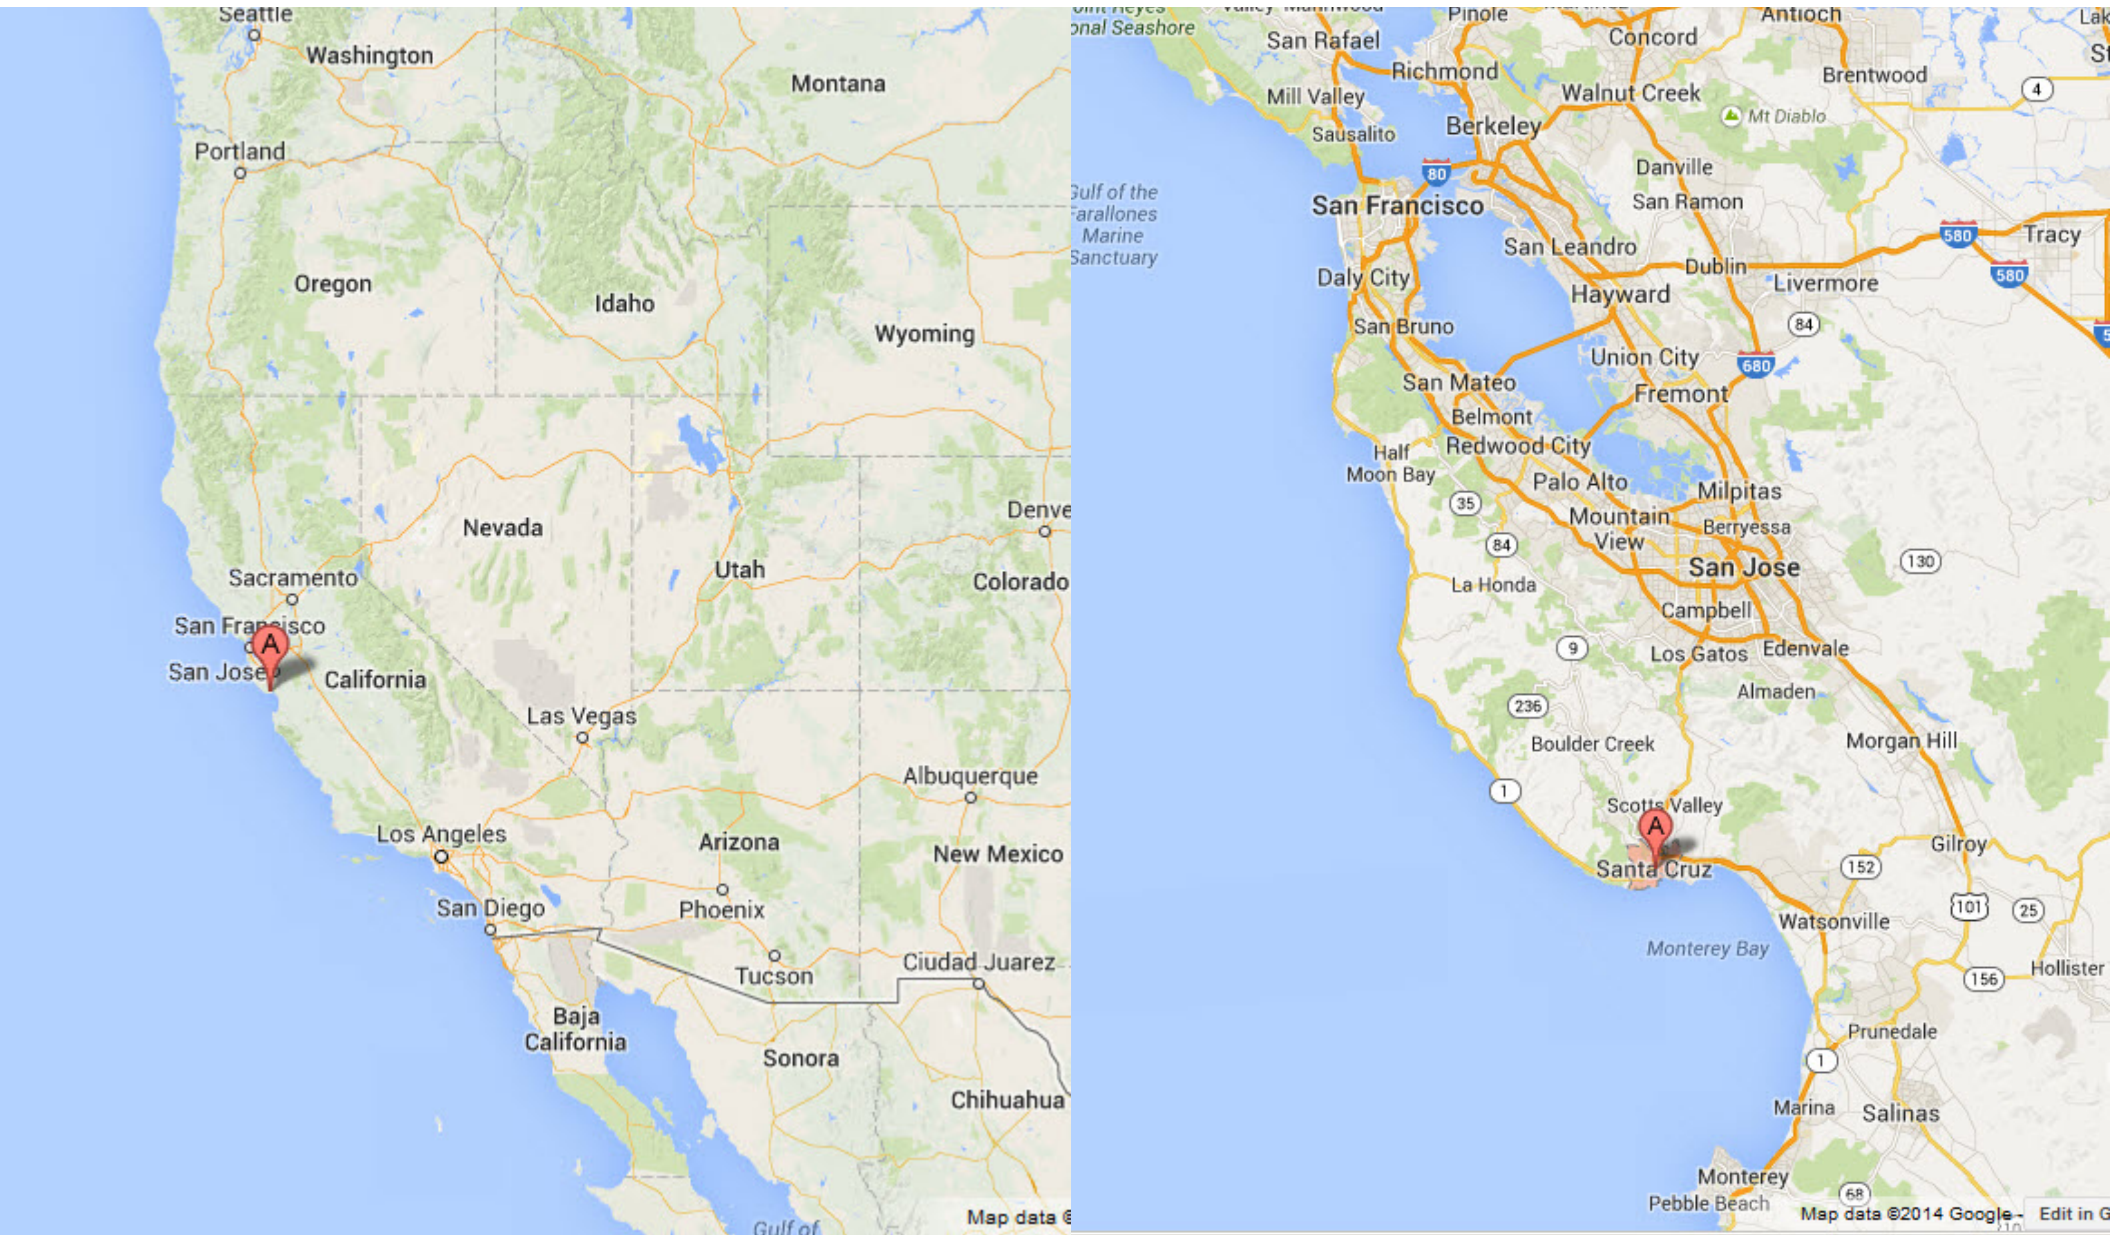 Seattle
Washington
Montana
Portland
Oregon
Idaho
Wyoming
Denve
Nevada
Utah
Colorado
Sacramento
San Francisco
A
San Jose
California
Las Vegas
Albuquerque
Los Angeles
Arizona
New Mexico
San Diego
Phoenix
Tucson
Ciudad Juarez
Baja
California
Sonora
Chihuahua
Map data ©
Gulf of
onal Seashore
Pinole
Antioch
Lak
San Rafael
Concord
St
Richmond
Brentwood
Mill Valley
Walnut Creek
4
Sausalito
Berkeley
Mt Diablo
80
Danville
Gulf of the
Farallones
Marine
Sanctuary
San Francisco
San Ramon
San Leandro
580
Tracy
Daly City
Dublin
Livermore
580
Hayward
San Bruno
84
5
Union City
680
San Mateo
Fremont
Belmont
Half
Moon Bay
Redwood City
Palo Alto
Milpitas
35
Mountain
View
Berryessa
84
San Jose
130
La Honda
Campbell
9
Los Gatos
Edenvale
Almaden
236
Boulder Creek
Morgan Hill
1
Scotts Valley
A
Santa Cruz
Gilroy
152
101
25
Watsonville
Monterey Bay
156
Hollister
Prunedale
1
Marina
Salinas
Monterey
68
Pebble Beach
Map data ©2014 Google -
Edit in G